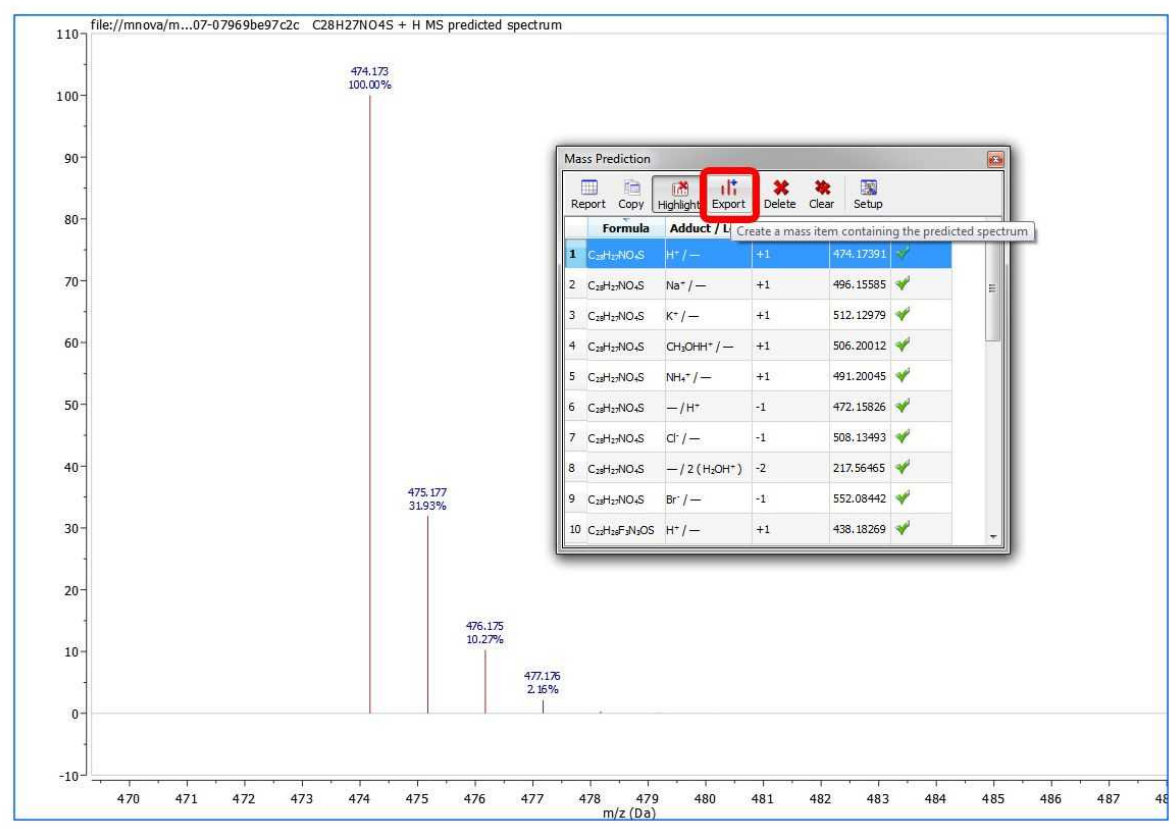 file://mnova/m...07-07969be97c2c C28H27NO4S + H MS predicted spectrum
110
474.173
100.00%
100
90
80
70
60
50
40
475.177
31.93%
30
20
476.175
10.27%
10
477.176
2.16%
0
-10
470 471 472 473 474 475 476 477 478 479 480 481 482 483 484 485 486 487 48
m/z (Da)
Mass Prediction
Report Copy Highlight Export Delete Clear Setup
Formula Adduct / L
Create a mass item containing the predicted spectrum
1 C₂₈H₂₇NO₄S H⁺ / — +1 474.17391
2 C₂₈H₂₇NO₄S Na⁺ / — +1 496.15585
3 C₂₈H₂₇NO₄S K⁺ / — +1 512.12979
4 C₂₈H₂₇NO₄S CH₃OHH⁺ / — +1 506.20012
5 C₂₈H₂₇NO₄S NH₄⁺ / — +1 491.20045
6 C₂₈H₂₇NO₄S — / H⁺ -1 472.15826
7 C₂₈H₂₇NO₄S Cl⁻ / — -1 508.13493
8 C₂₈H₂₇NO₄S — / 2 ( H₂OH⁺ ) -2 217.56465
9 C₂₈H₂₇NO₄S Br⁻ / — -1 552.08442
10 C₂₂H₂₆F₃N₃OS H⁺ / — +1 438.18269